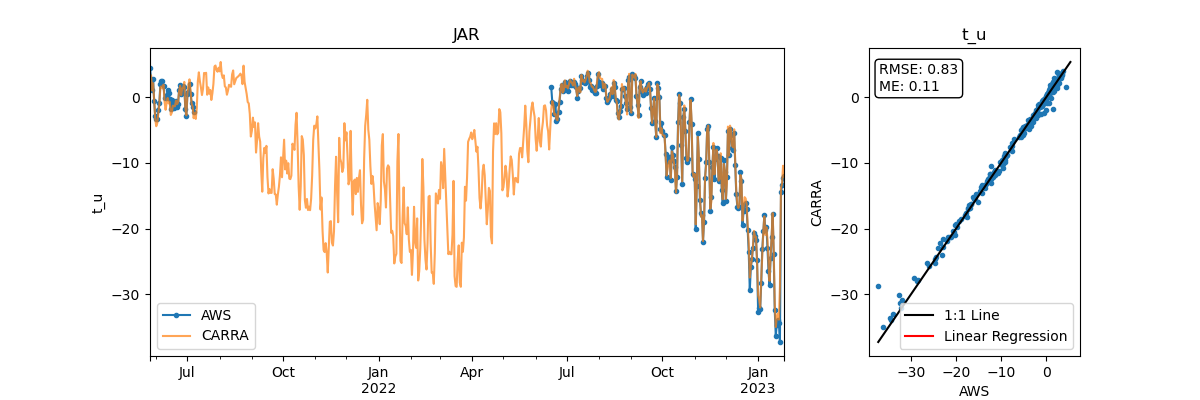 JAR
t_u
0
−10
−20
−30
t_u
AWS
CARRA
Jul
Oct
Jan
2022
Apr
Jul
Oct
Jan
2023
t_u
RMSE: 0.83
ME: 0.11
0
−10
−20
−30
CARRA
1:1 Line
Linear Regression
−30
−20
−10
0
AWS